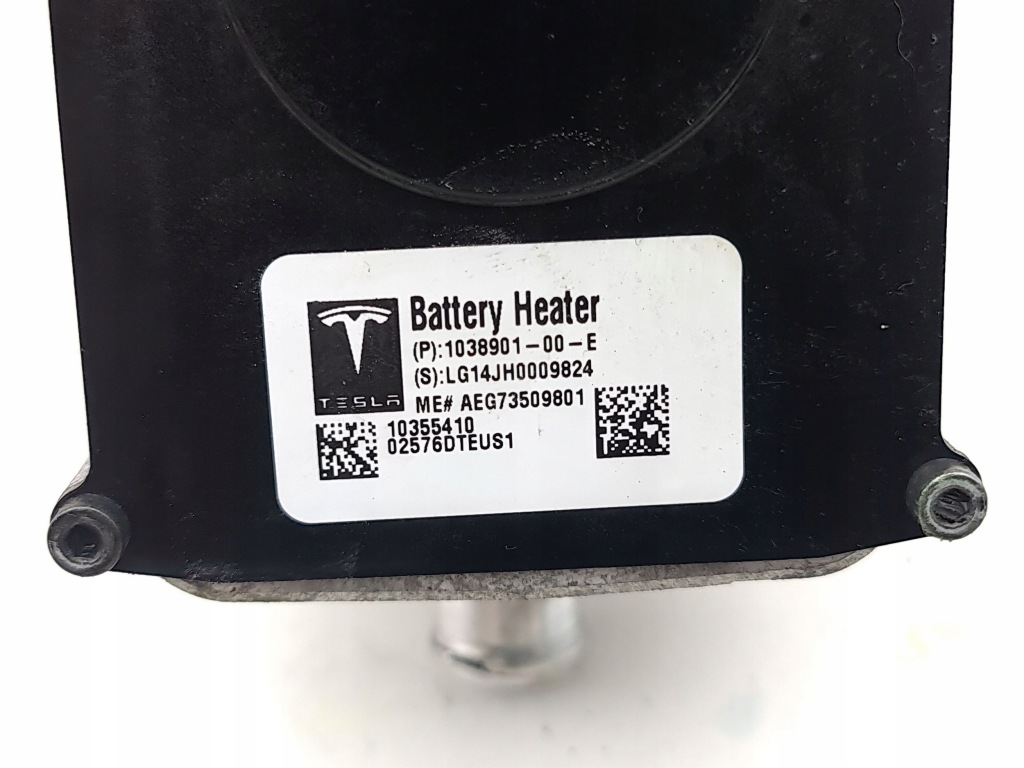 Battery Heater
(P):1038901-00-E
(S):LG14JH0009824
TESLA
ME# AEG73509801
10355410
02576DTEUS1